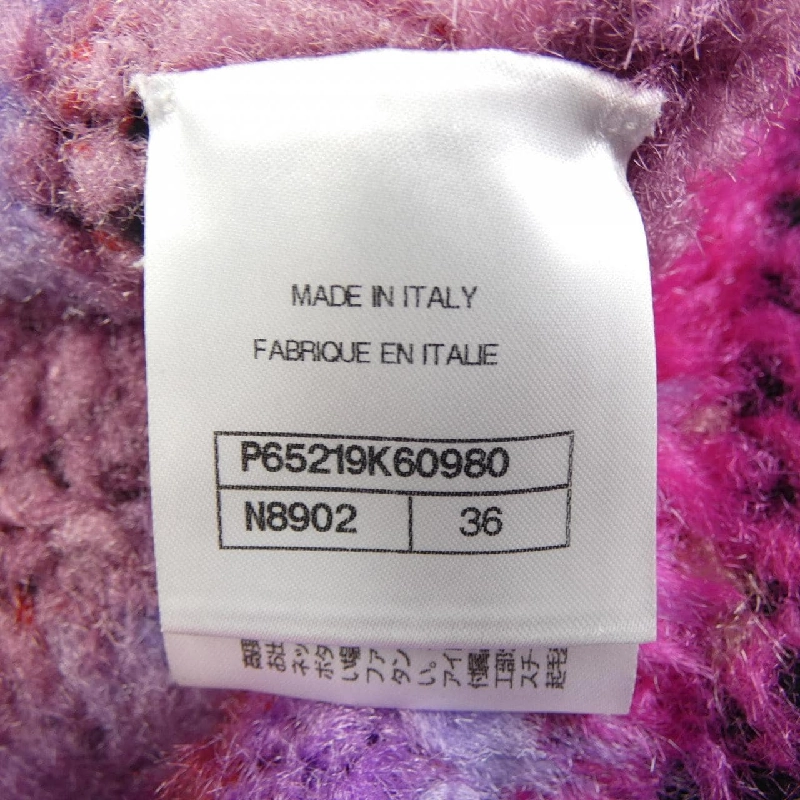 MADE IN ITALY
FABRIQUE EN ITALIE
P65219K60980
N8902 36